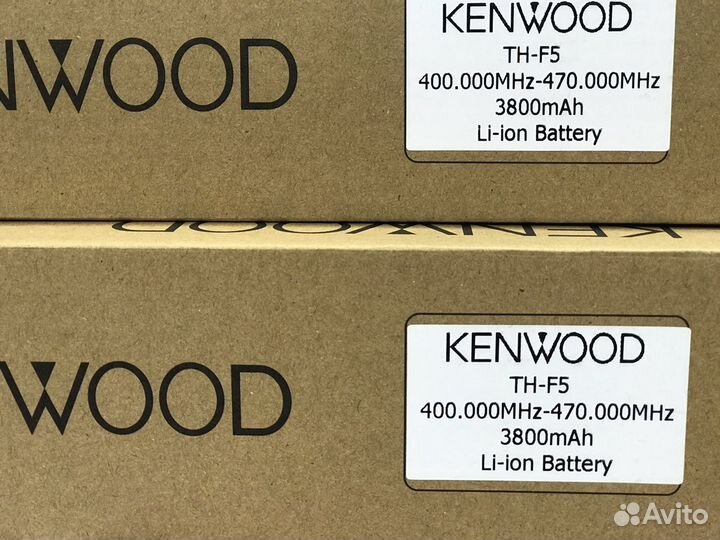 NWOOD
KENWOOD
TH-F5
400.000MHz-470.000MHz
3800mAh
Li-ion Battery
KENWOOD
WOOD
KENWOOD
TH-F5
400.000MHz-470.000MHz
3800mAh
Li-ion Battery
Avito